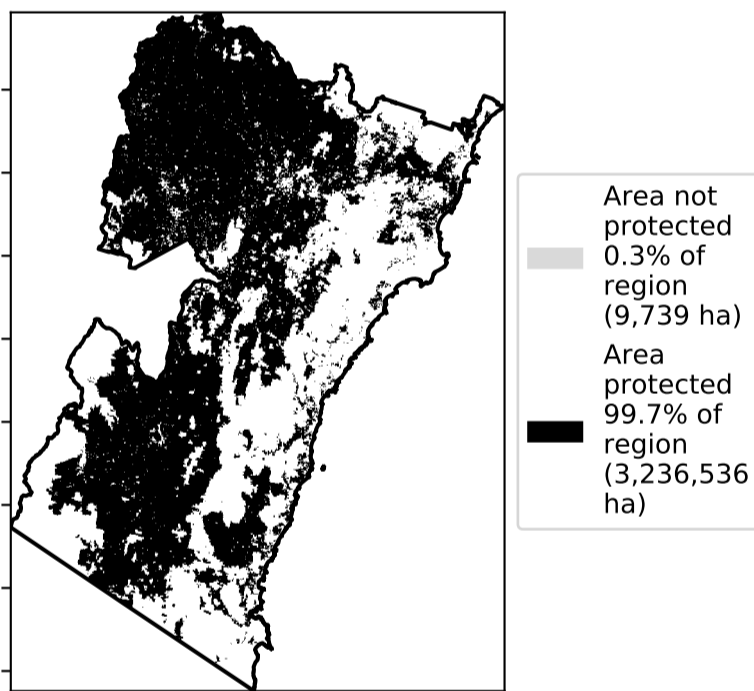 Area not
protected
0.3% of
region
(9,739 ha)
Area
protected
99.7% of
region
(3,236,536
ha)